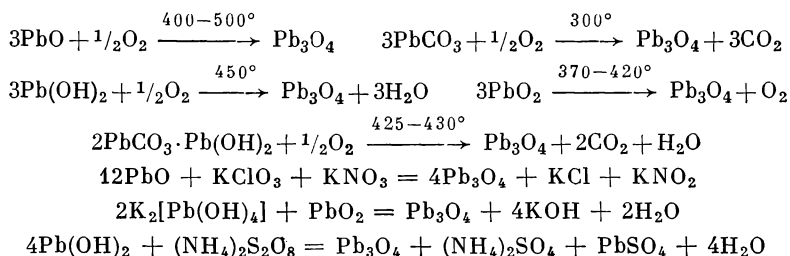 3PbO + 1/2O₂ —400—500°→ Pb₃O₄    3PbCO₃ + 1/2O₂ —300°→ Pb₃O₄ + 3CO₂
3Pb(OH)₂ + 1/2O₂ —450°→ Pb₃O₄ + 3H₂O    3PbO₂ —370—420°→ Pb₃O₄ + O₂
2PbCO₃·Pb(OH)₂ + 1/2O₂ —425—430°→ Pb₃O₄ + 2CO₂ + H₂O
12PbO + KClO₃ + KNO₃ = 4Pb₃O₄ + KCl + KNO₂
2K₂[Pb(OH)₄] + PbO₂ = Pb₃O₄ + 4KOH + 2H₂O
4Pb(OH)₂ + (NH₄)₂S₂O₈ = Pb₃O₄ + (NH₄)₂SO₄ + PbSO₄ + 4H₂O